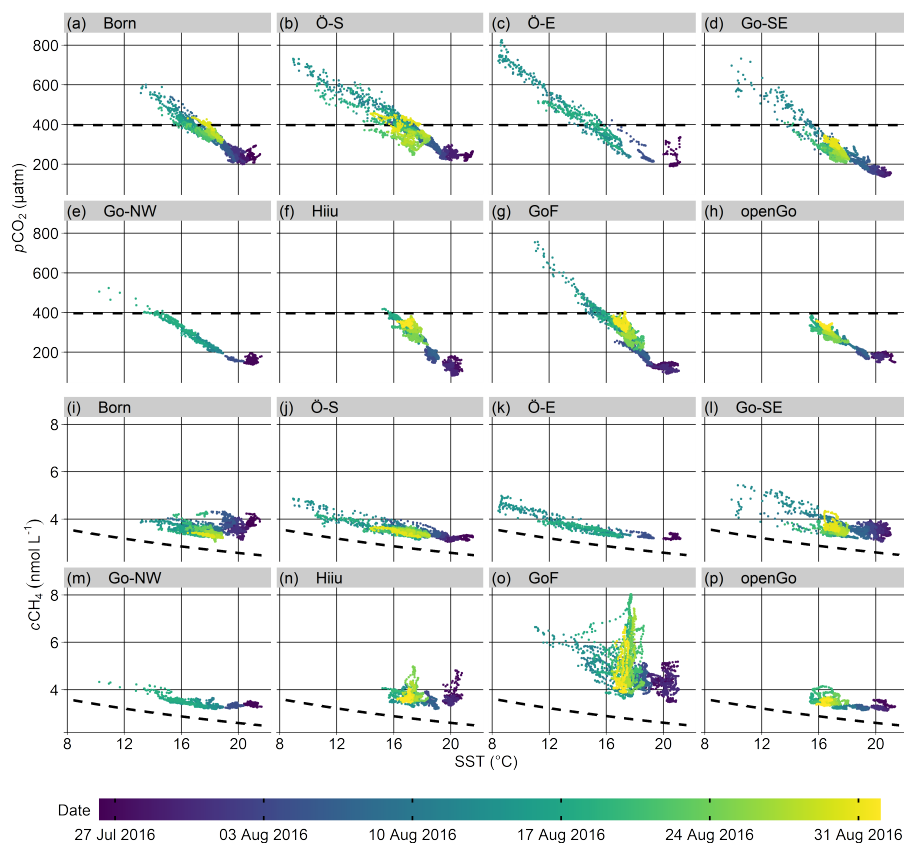 (a) Born (b) Ö-S (c) Ö-E (d) Go-SE
800
600
400
200
(e) Go-NW (f) Hiiu (g) GoF (h) openGo
800
600
400
200
pCO₂ (µatm)
(i) Born (j) Ö-S (k) Ö-E (l) Go-SE
8
6
4
(m) Go-NW (n) Hiiu (o) GoF (p) openGo
8
6
4
cCH₄ (nmol L⁻¹)
8 12 16 20 8 12 16 20 8 12 16 20 8 12 16 20
SST (°C)
Date
27 Jul 2016 03 Aug 2016 10 Aug 2016 17 Aug 2016 24 Aug 2016 31 Aug 2016